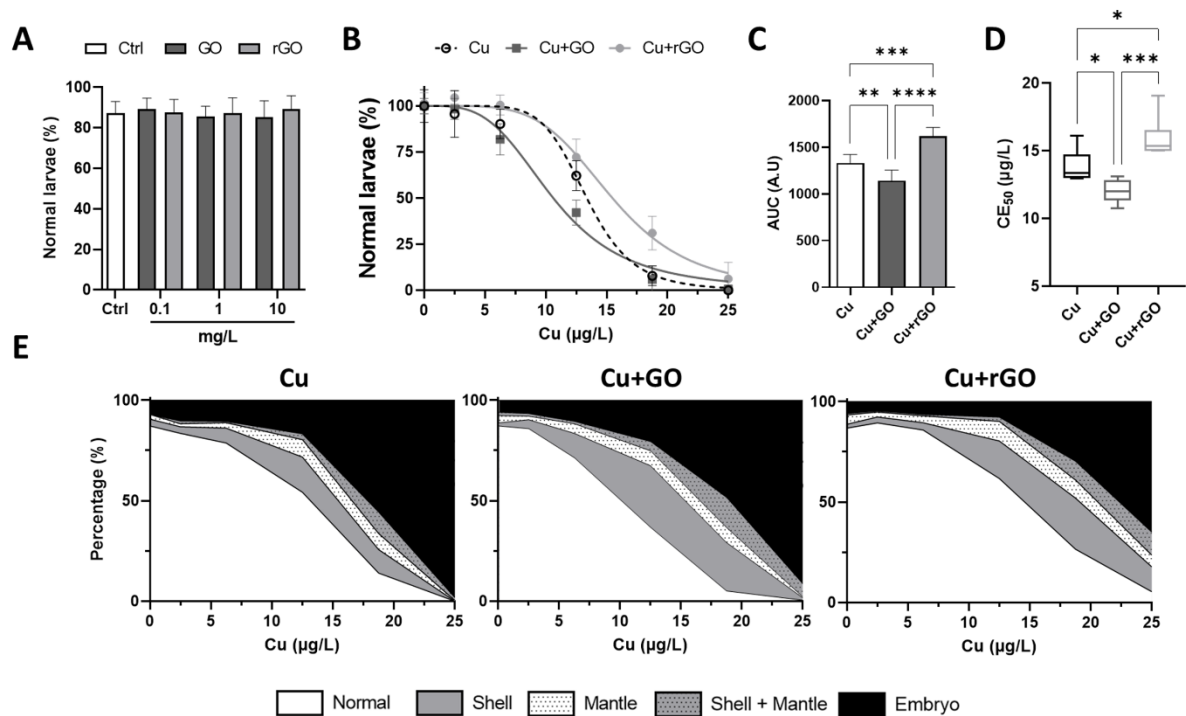 A
Ctrl GO rGO
Normal larvae (%)
100
80
60
40
20
0
Ctrl 0.1 1 10
mg/L
B
Cu Cu+GO Cu+rGO
Normal larvae (%)
100
75
50
25
0
0 5 10 15 20 25
Cu (µg/L)
C
*** 
** ****
AUC (A.U)
2000
1500
1000
500
0
Cu Cu+GO Cu+rGO
D
*
* ***
CE50 (µg/L)
20
15
10
5
Cu Cu+GO Cu+rGO
E
Cu
Percentage (%)
100
50
0
0 5 10 15 20 25
Cu (µg/L)
Cu+GO
100
50
0
0 5 10 15 20 25
Cu (µg/L)
Cu+rGO
100
50
0
0 5 10 15 20 25
Cu (µg/L)
Normal Shell Mantle Shell + Mantle Embryo